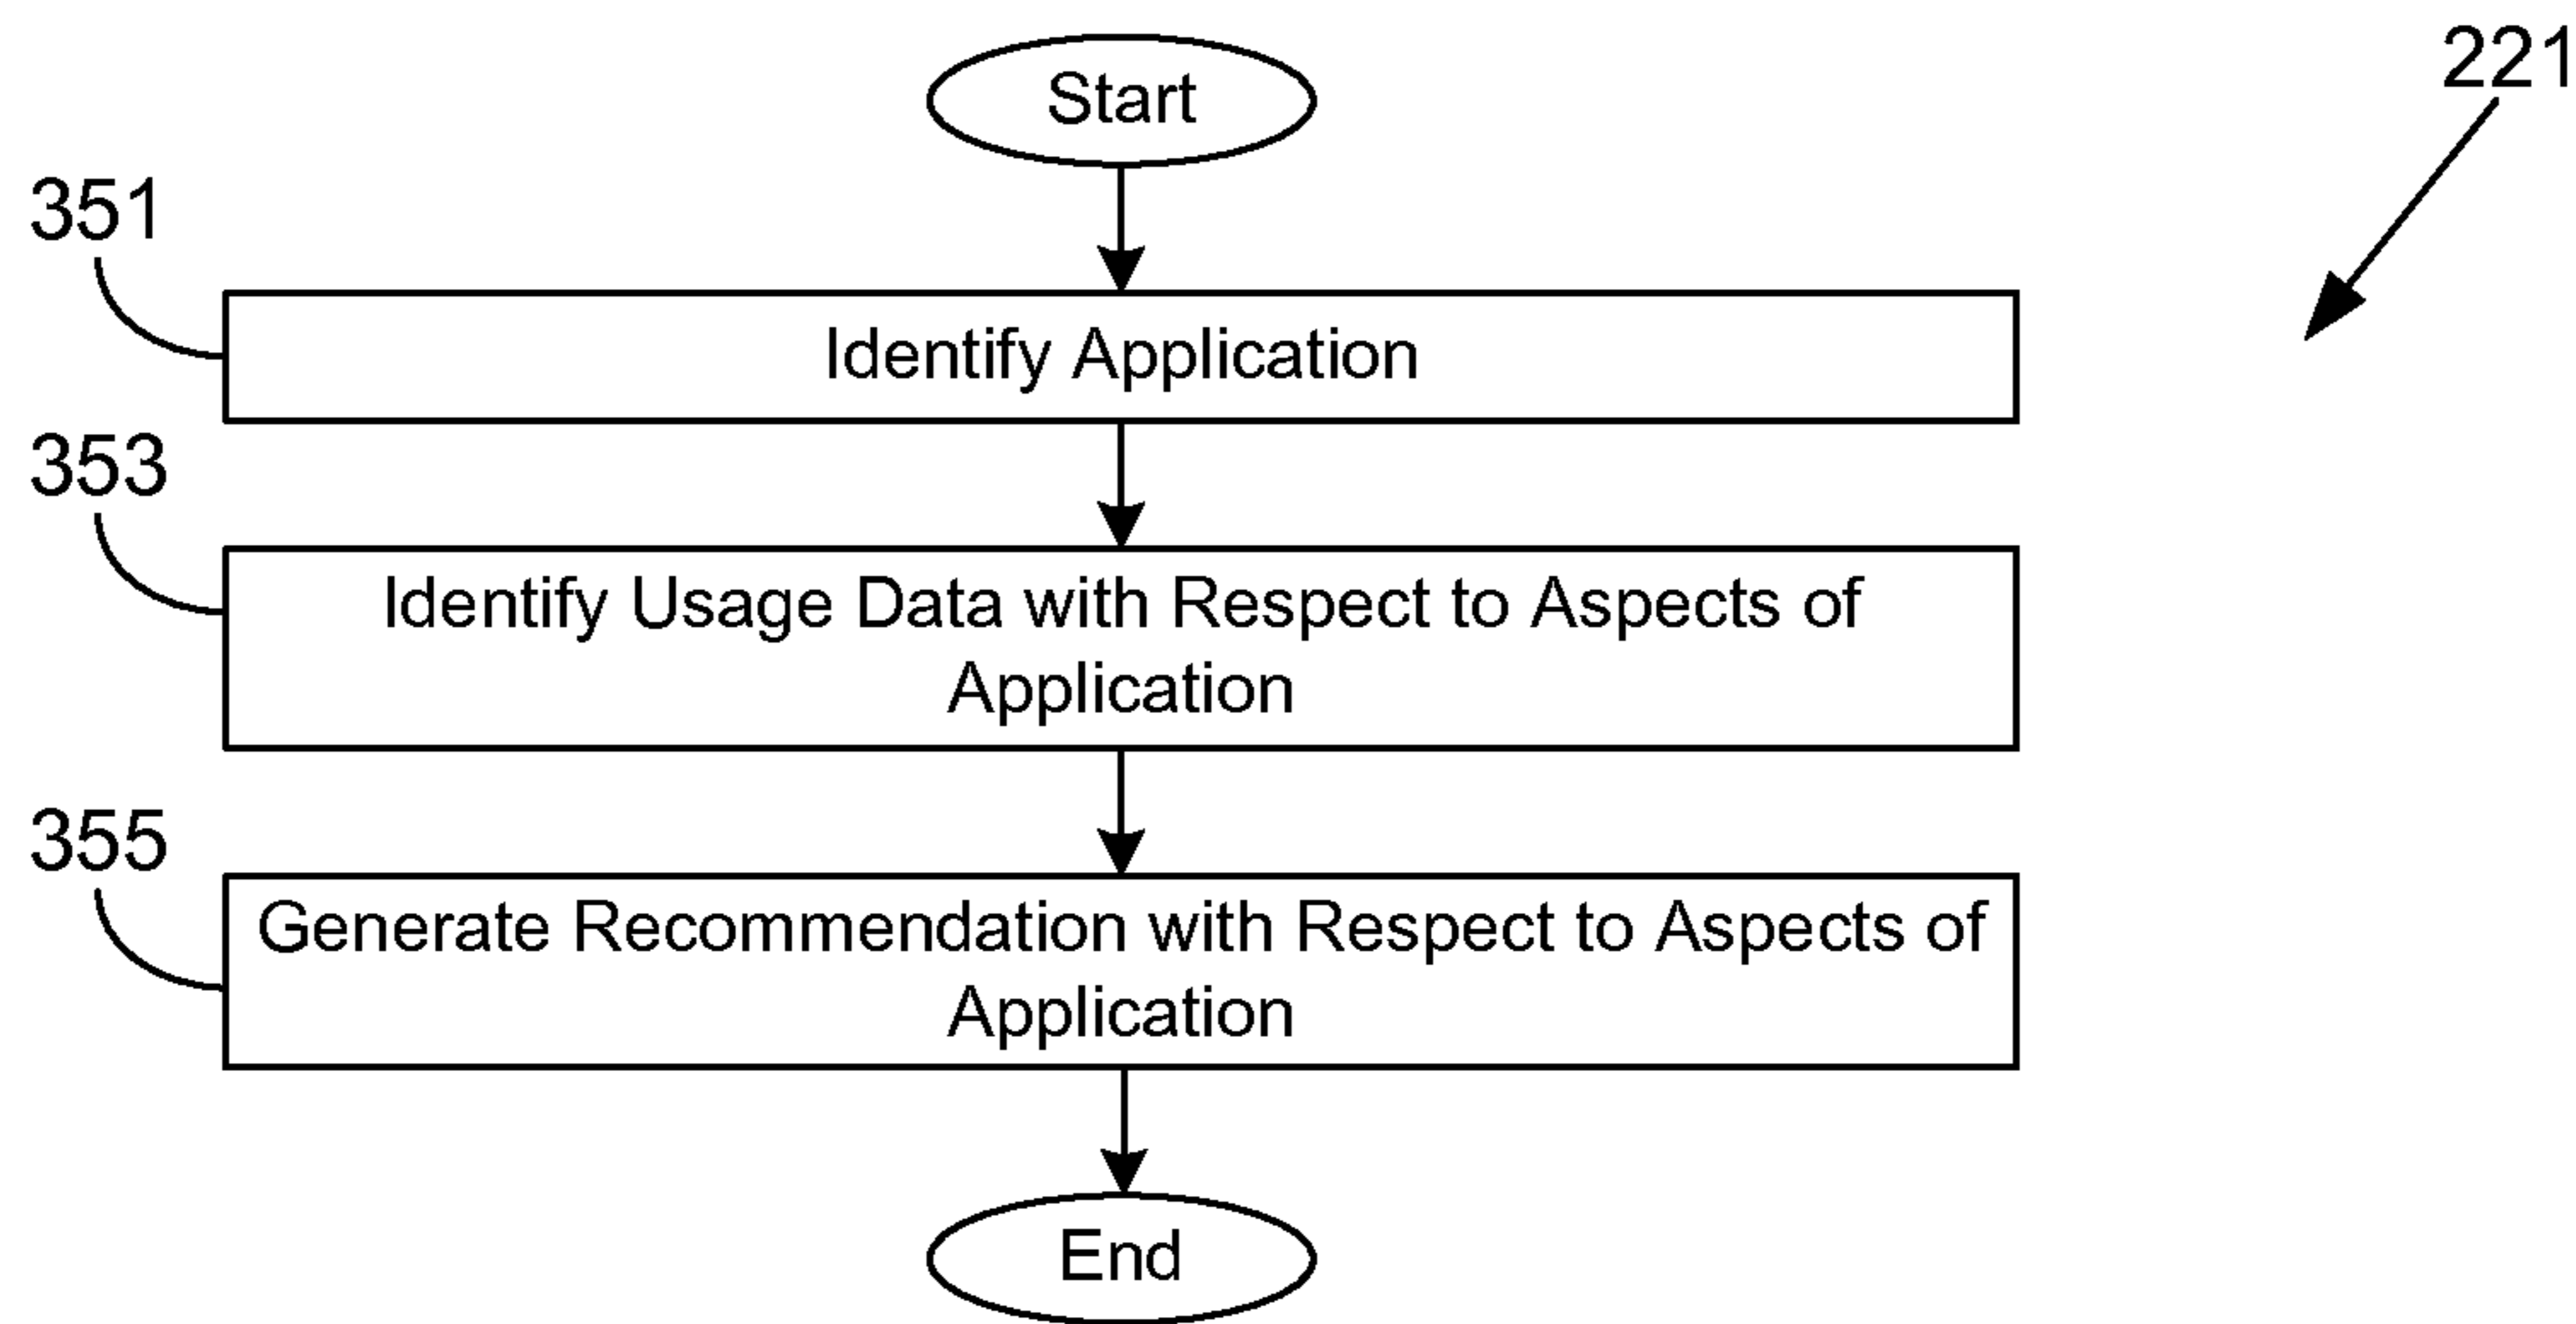 Start
221
351
Identify Application
353
Identify Usage Data with Respect to Aspects of
Application
355
Generate Recommendation with Respect to Aspects of
Application
End